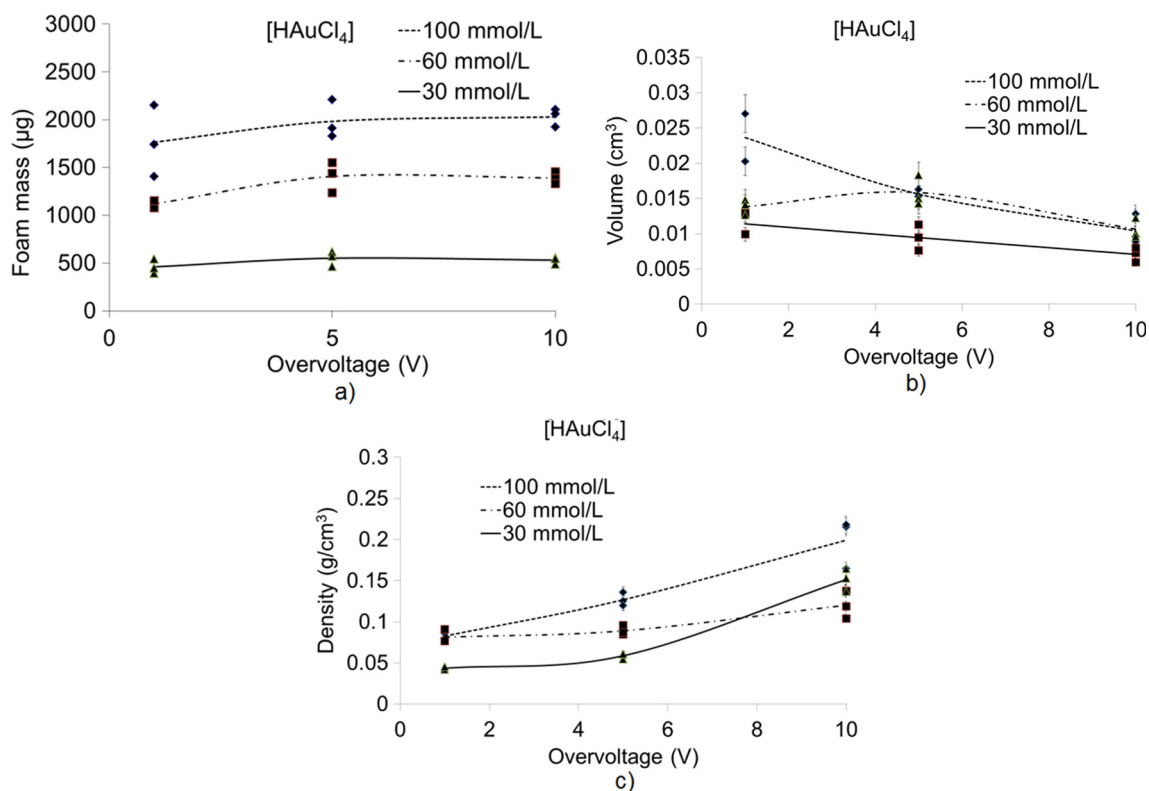 [HAuCl4]
100 mmol/L
60 mmol/L
30 mmol/L
3000
2500
2000
1500
1000
500
0
Foam mass (µg)
0 5 10
Overvoltage (V)
a)
[HAuCl4]
100 mmol/L
60 mmol/L
30 mmol/L
0.035
0.03
0.025
0.02
0.015
0.01
0.005
0
Volume (cm3)
0 2 4 6 8 10
Overvoltage (V)
b)
[HAuCl4]
100 mmol/L
60 mmol/L
30 mmol/L
0.3
0.25
0.2
0.15
0.1
0.05
0
Density (g/cm3)
0 2 4 6 8 10
Overvoltage (V)
c)